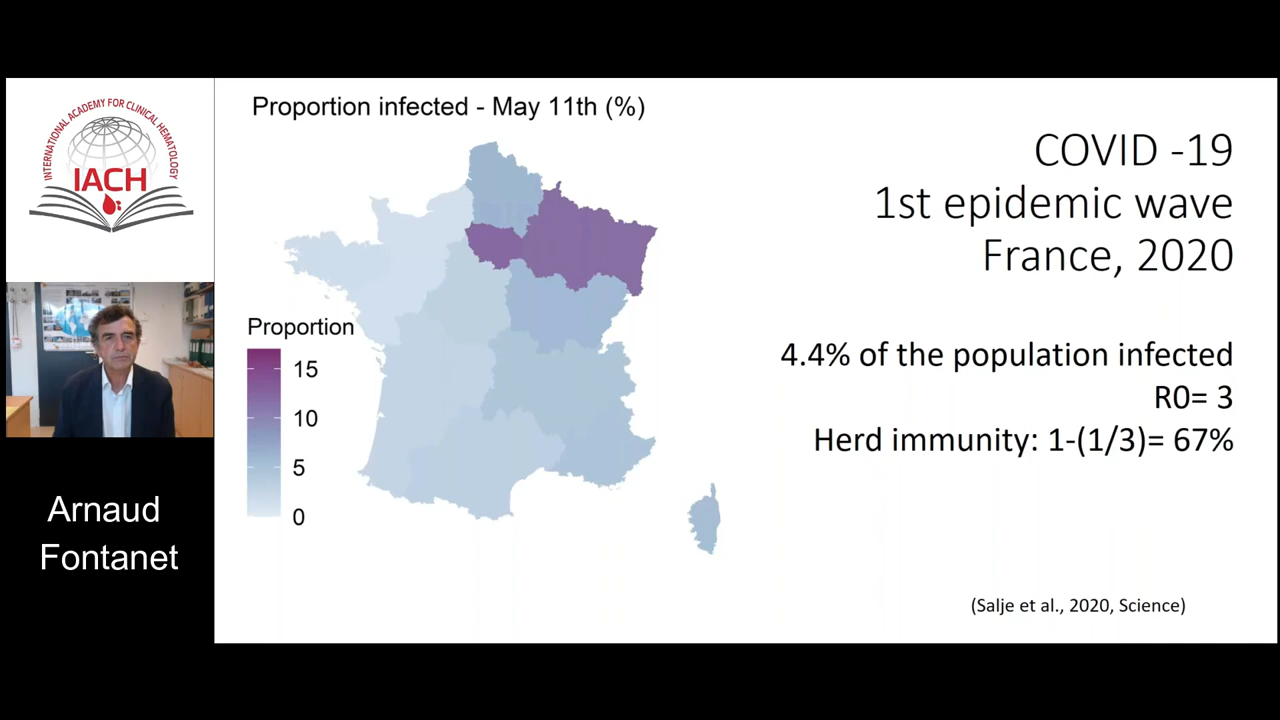 INTERNATIONAL ACADEMY FOR CLINICAL HEMATOLOGY
IACH
Arnaud
Fontanet
Proportion infected - May 11th (%)
Proportion
15
10
5
0
COVID -19
1st epidemic wave
France, 2020
4.4% of the population infected
R0= 3
Herd immunity: 1-(1/3)= 67%
(Salje et al., 2020, Science)